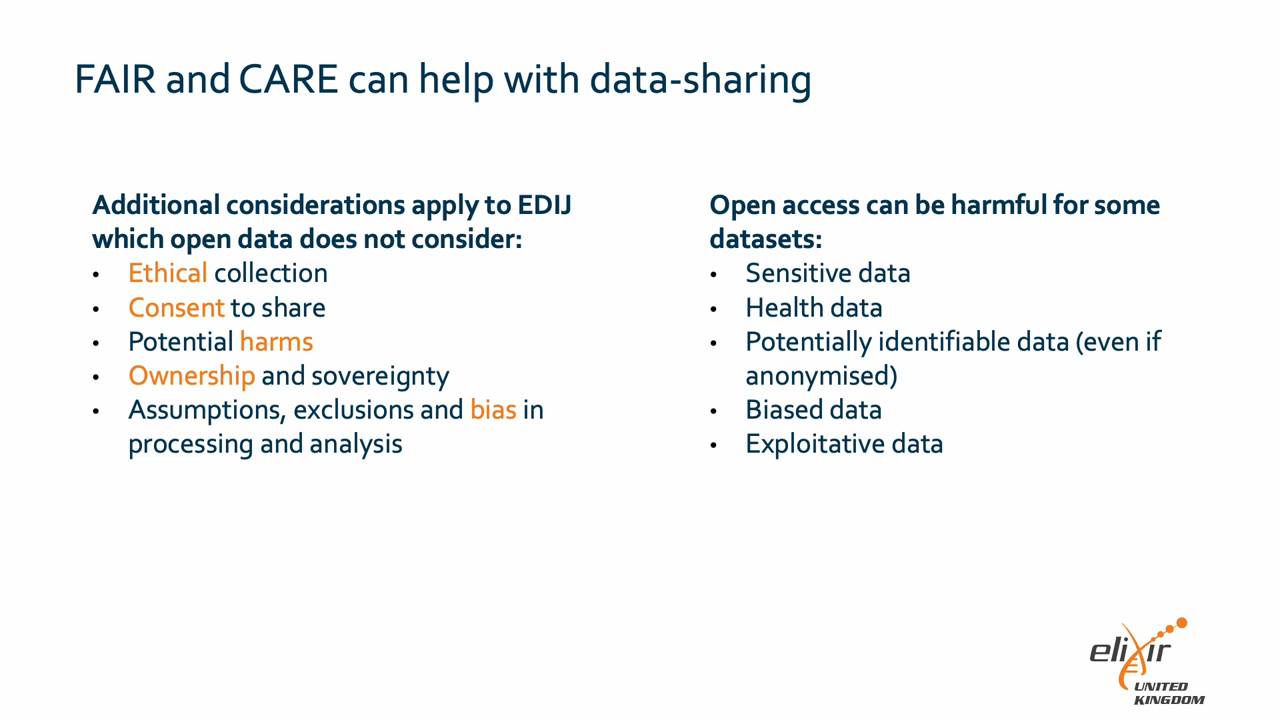 FAIR and CARE can help with data-sharing
Additional considerations apply to EDIJ
which open data does not consider:
• Ethical collection
• Consent to share
• Potential harms
• Ownership and sovereignty
• Assumptions, exclusions and bias in
processing and analysis
Open access can be harmful for some
datasets:
• Sensitive data
• Health data
• Potentially identifiable data (even if
anonymised)
• Biased data
• Exploitative data
elixir
UNITED
KINGDOM